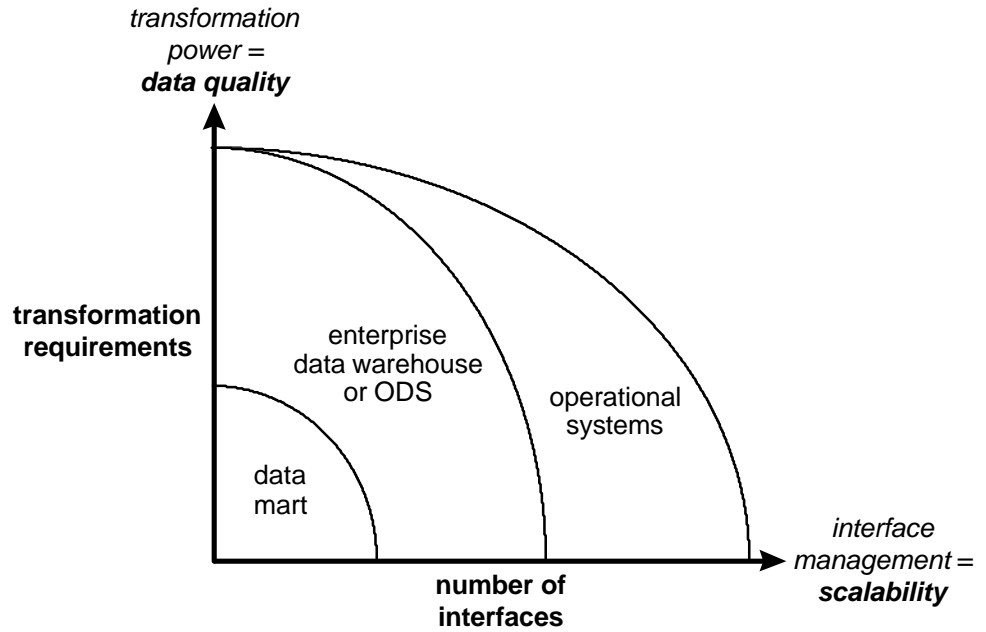 transformation
power =
data quality
transformation
requirements
enterprise
data warehouse
or ODS
operational
systems
data
mart
number of
interfaces
interface
management =
scalability